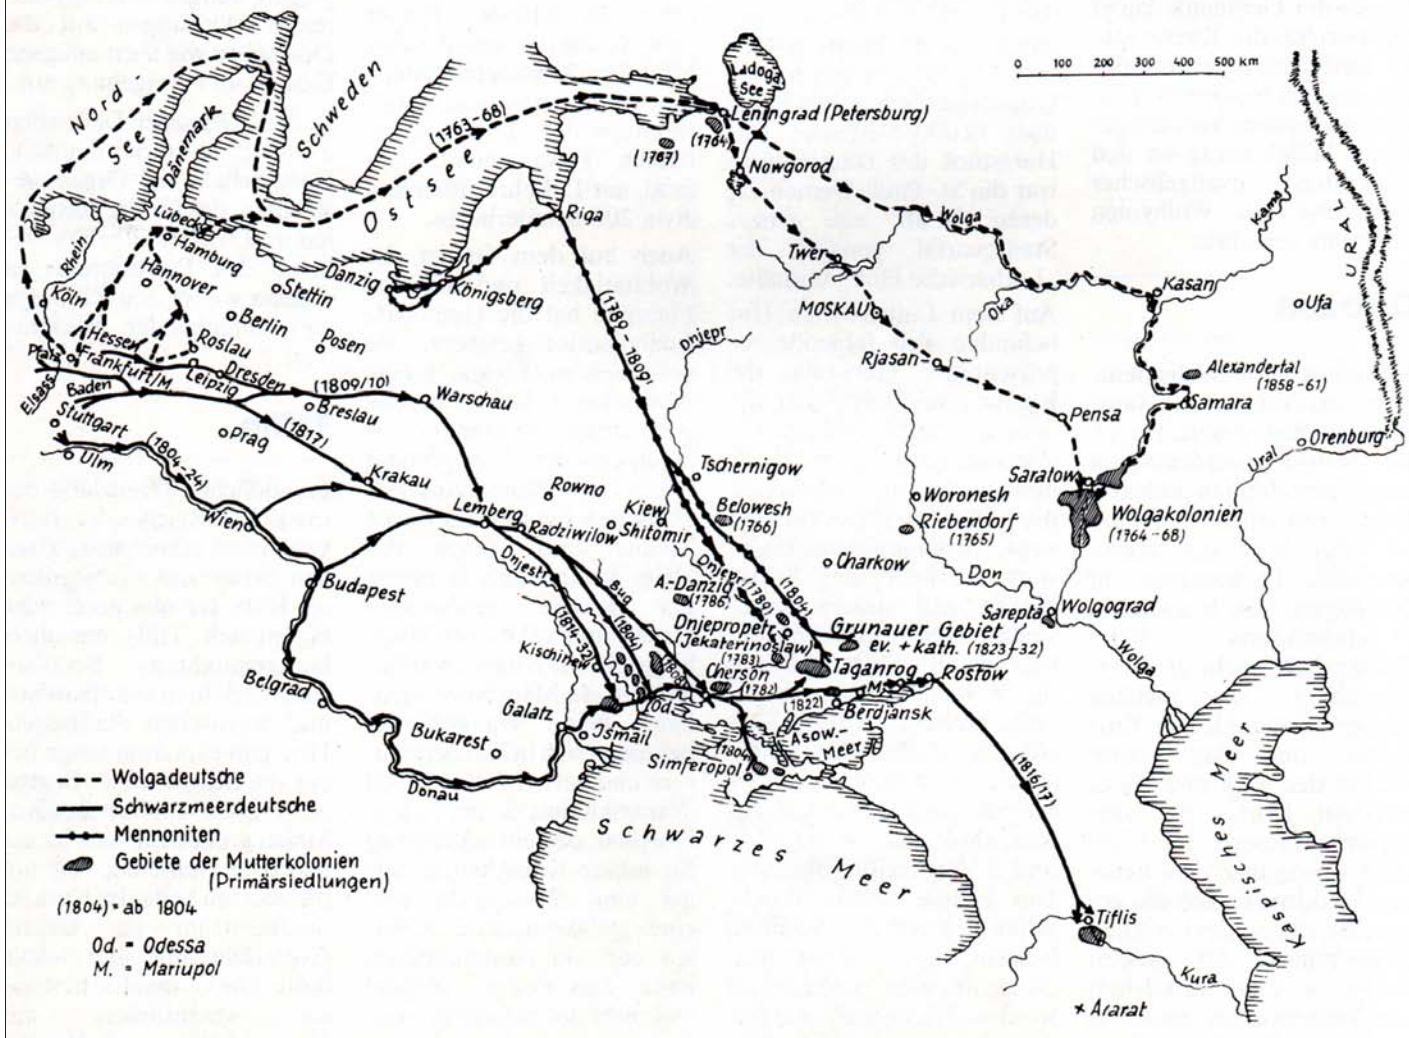 Nord
See
Dänemark
Schweden
Ostsee
(1763-68)
Ladoga
See
Leningrad (Petersburg)
(1767)
(1764)
Nowgorod
0 100 200 300 400 500 km
URAL
Kama
Lübeck
Hamburg
Rhein
Köln
Hannover
Stettin
Danzig
Königsberg
Riga
Wolga
Twer
MOSKAU
Oka
Kasan
Ufa
Berlin
Posen
Hessen
Roslau
Pfalz
Frankfurt/M
Leipzig
Dresden
(1809/10)
Warschau
Elsass
Baden
Stuttgart
Ulm
(1804-24)
Prag
Breslau
(1817)
Krakau
(1789, 1809)
Dnjepr
Rjasan
Pensa
Alexandertal
(1858-61)
Samara
Orenburg
Ural
Saratow
Wolgakolonien
(1764-68)
Tschernigow
Rowno
Kiew
Shitomir
Belowesh
(1766)
Woronesh
Riebendorf
(1765)
Wien
Lemberg
Radziwilow
Dnjestr
Bug
Charkow
Don
Sarepta
Wolgograd
Wolga
Budapest
Dnjepr
(1789)
(1804)
A-Danzig
(1786)
Dnjepropetr.
(Jekaterinoslaw)
(1783)
Grunauer Gebiet
ev. + kath. (1823-32)
Kischinew
(1814-32)
(1804)
Cherson
(1782)
Taganrog
Rostow
Belgrad
Galatz
Bukarest
Ismail
Od.
M.
(1822)
Berdjansk
Asow.-
Meer
(1804)
Simferopol
Donau
(1816/17)
Schwarzes Meer
Kaspisches Meer
Tiflis
Kura
+ Ararat
Wolgadeutsche
Schwarzmeerdeutsche
Mennoniten
Gebiete der Mutterkolonien
(Primärsiedlungen)
(1804) = ab 1804
Od. = Odessa
M. = Mariupol